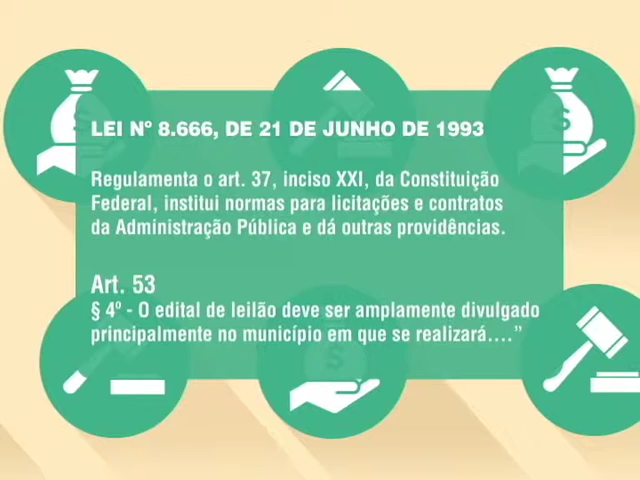 LEI Nº 8.666, DE 21 DE JUNHO DE 1993
Regulamenta o art. 37, inciso XXI, da Constituição
Federal, institui normas para licitações e contratos
da Administração Pública e dá outras providências.
Art. 53
§ 4º - O edital de leilão deve ser amplamente divulgado
principalmente no município em que se realizará....”